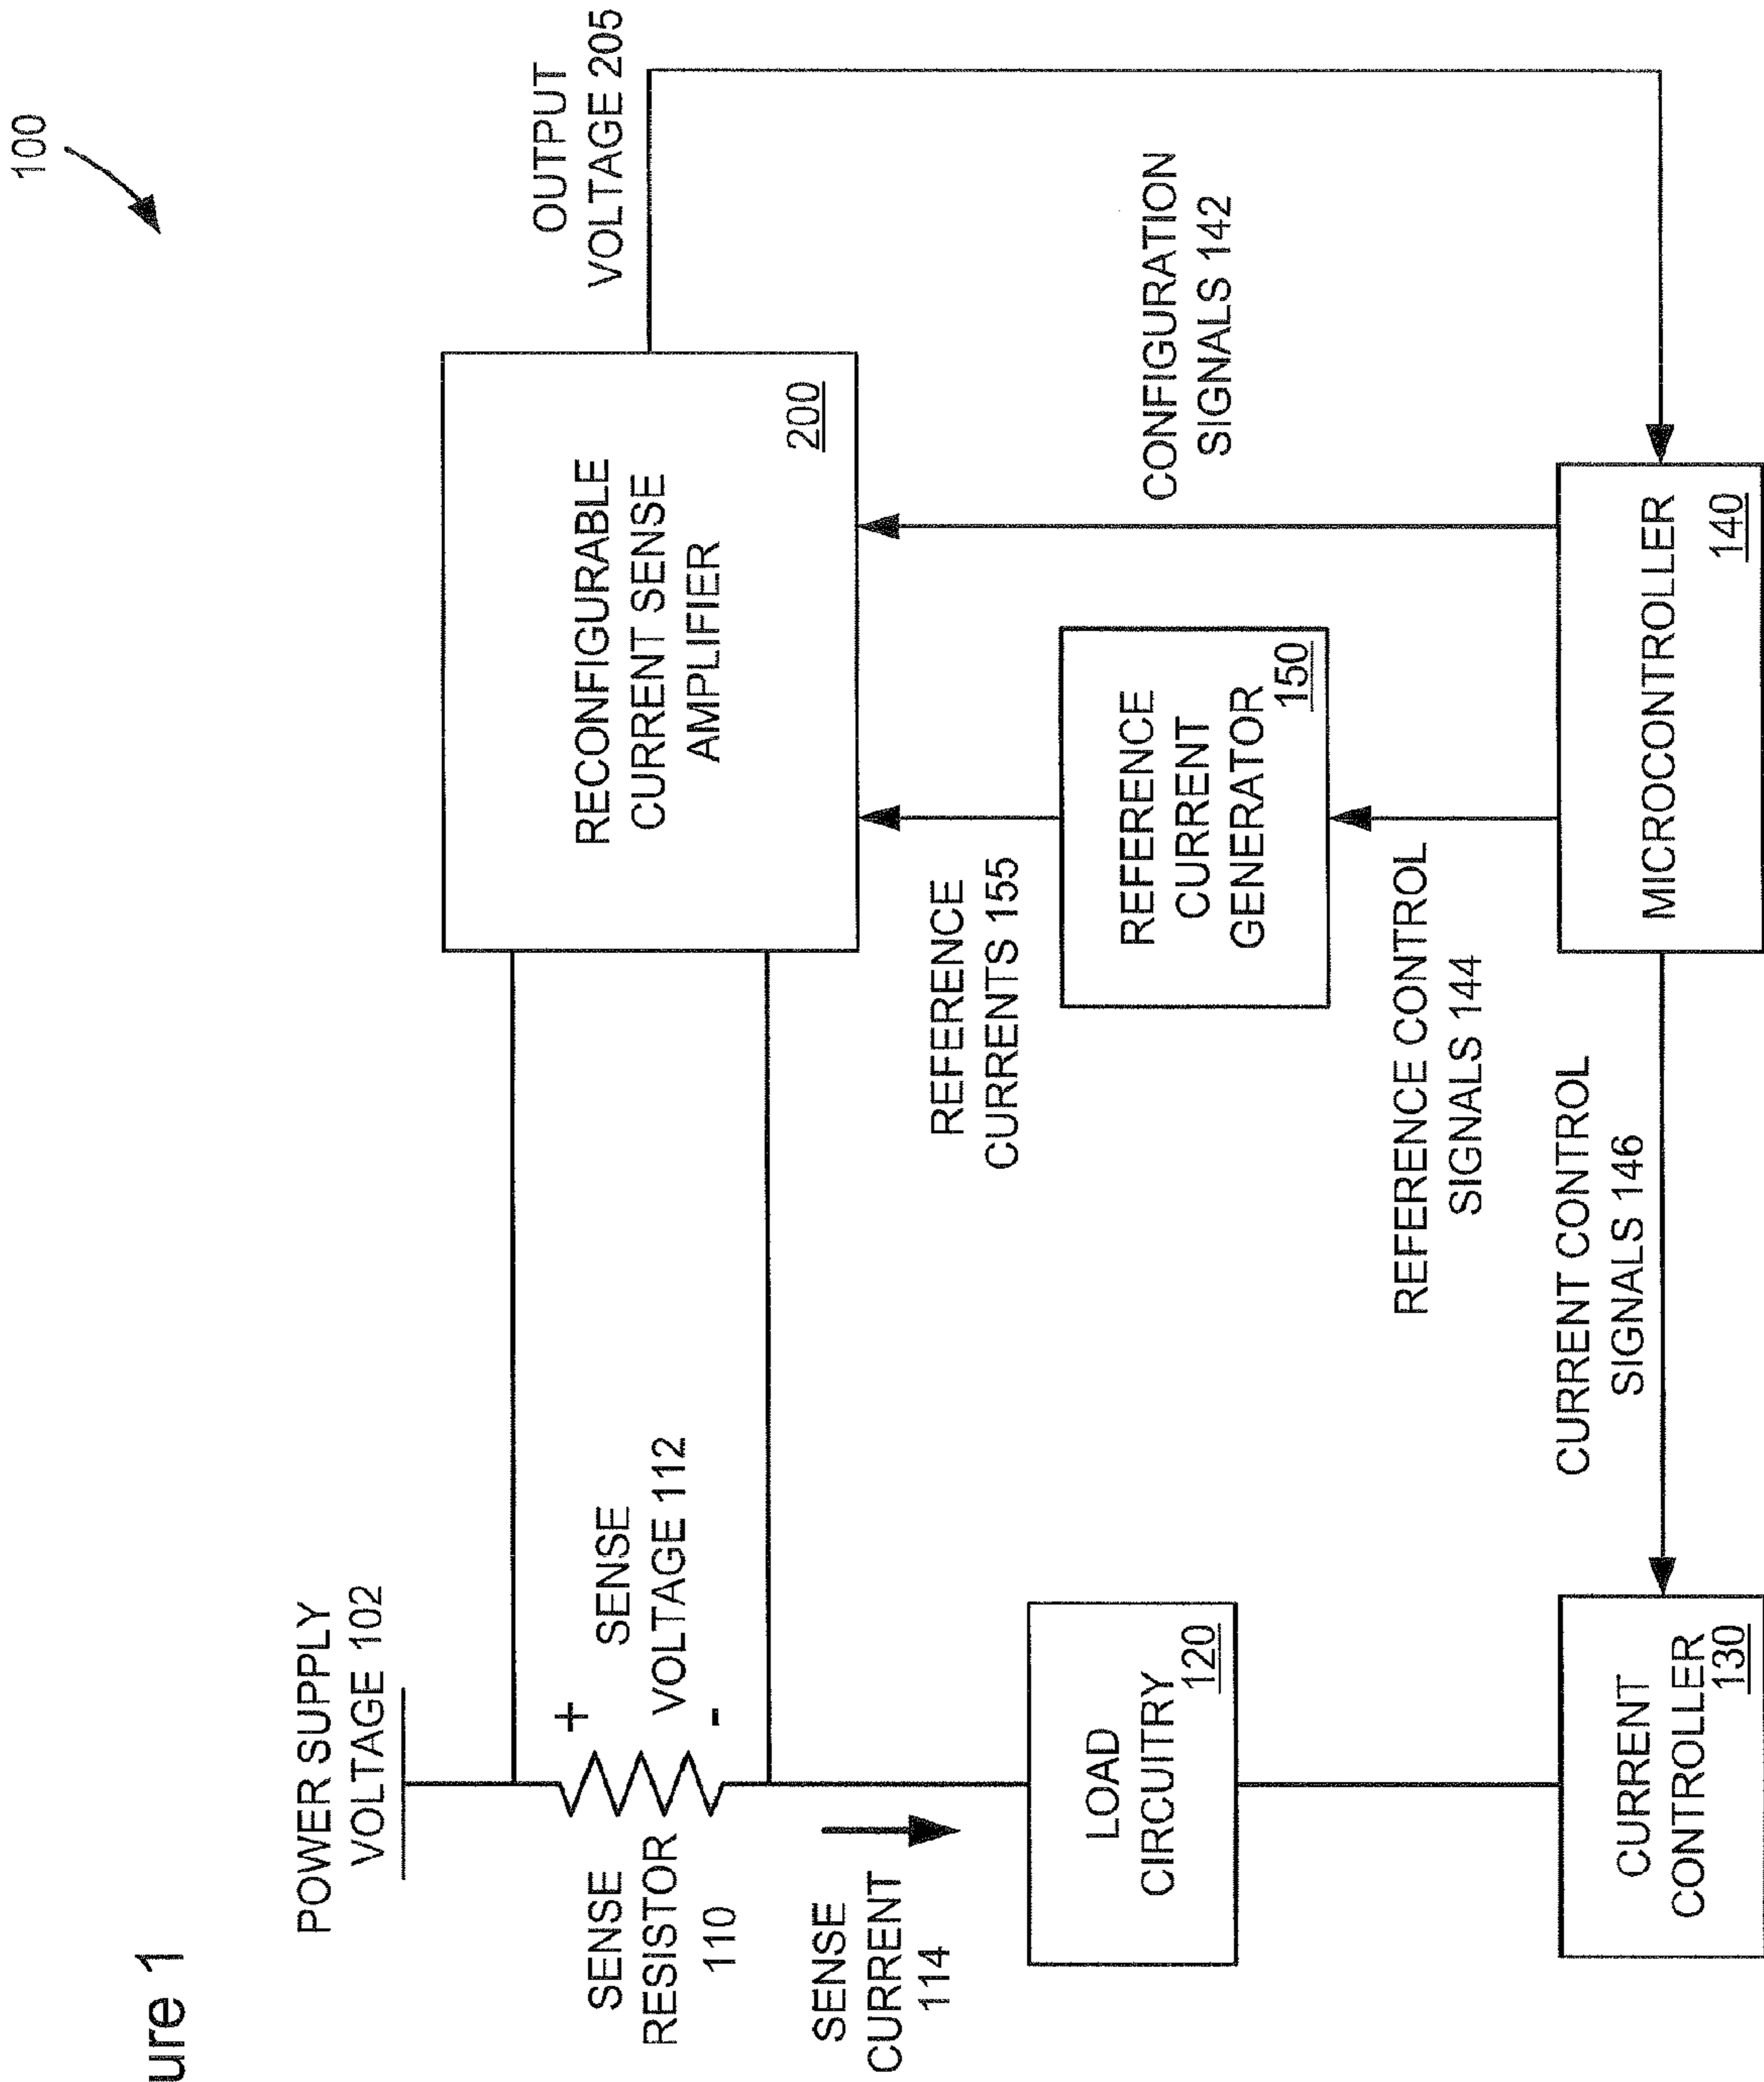 ure 1
100
POWER SUPPLY
VOLTAGE 102
SENSE
RESISTOR
110
+
SENSE
VOLTAGE 112
-
SENSE
CURRENT
114
LOAD
CIRCUITRY
120
CURRENT
CONTROLLER
130
RECONFIGURABLE
CURRENT SENSE
AMPLIFIER
200
OUTPUT
VOLTAGE 205
REFERENCE
CURRENTS 155
REFERENCE
CURRENT
GENERATOR
150
CONFIGURATION
SIGNALS 142
REFERENCE CONTROL
SIGNALS 144
CURRENT CONTROL
SIGNALS 146
MICROCONTROLLER
140